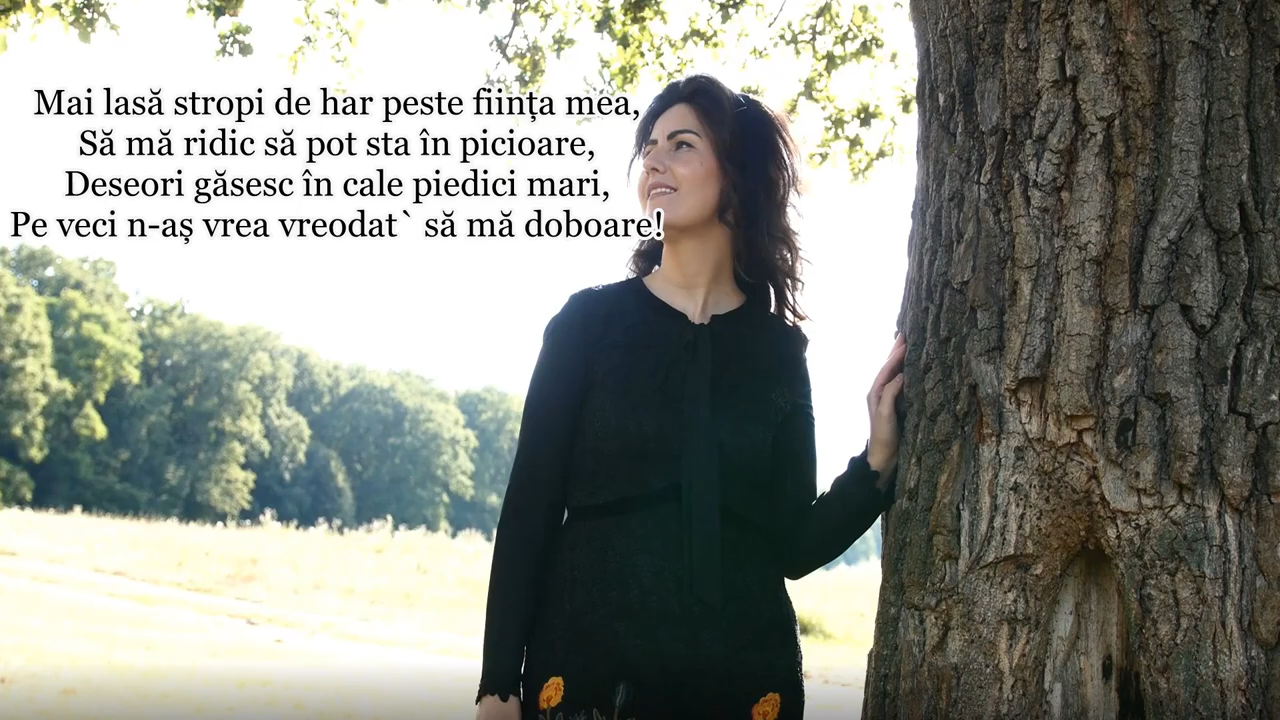 Mai lasă stropi de har peste ființa mea,
Să mă ridic să pot sta în picioare,
Deseori găsesc în cale piedici mari,
Pe veci n-aș vrea vreodat` să mă doboare!